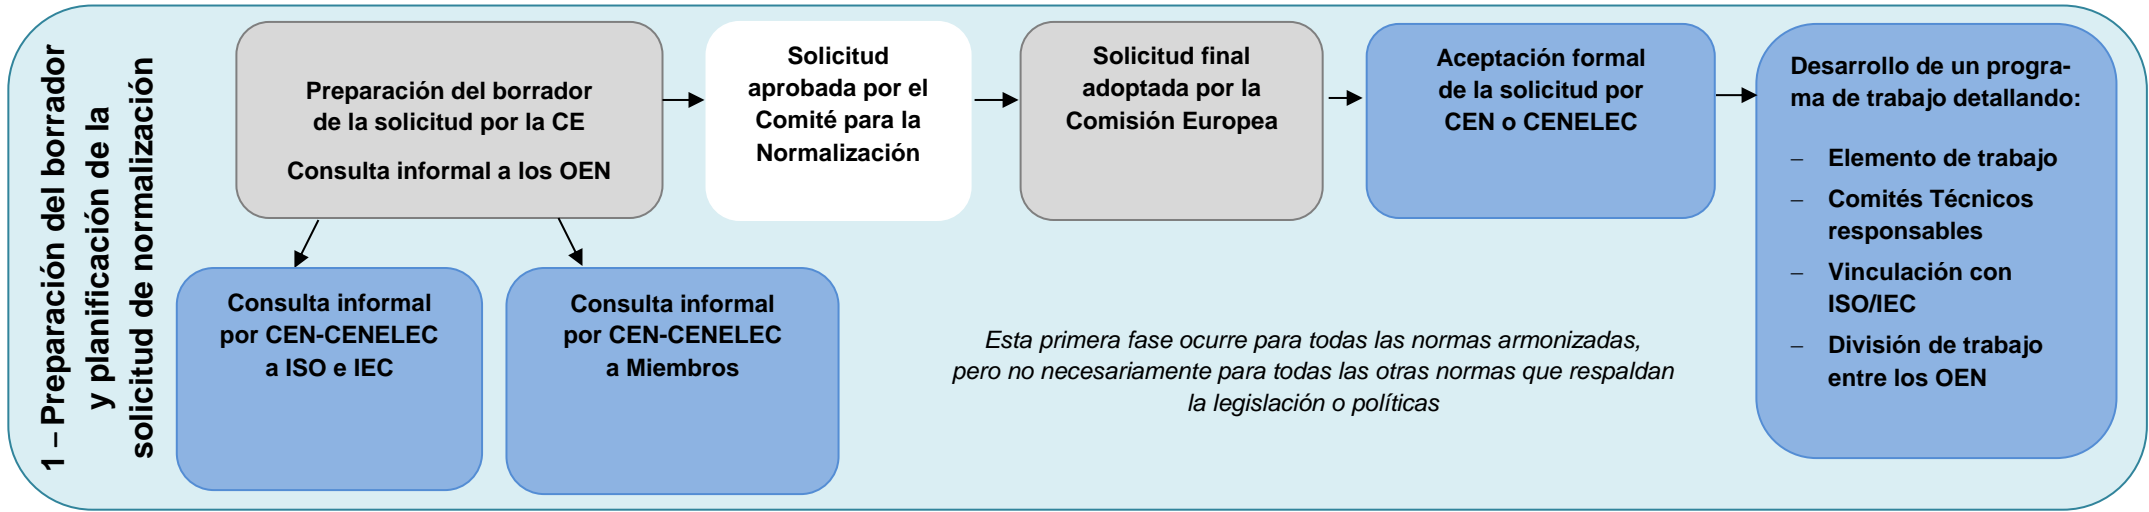 1 – Preparación del borrador
y planificación de la
solicitud de normalización
Preparación del borrador
de la solicitud por la CE
Consulta informal a los OEN
Solicitud
aprobada por el
Comité para la
Normalización
Solicitud final
adoptada por la
Comisión Europea
Aceptación formal
de la solicitud por
CEN o CENELEC
Desarrollo de un progra-
ma de trabajo detallando:
– Elemento de trabajo
– Comités Técnicos
responsables
– Vinculación con
ISO/IEC
– División de trabajo
entre los OEN
Consulta informal
por CEN-CENELEC
a ISO e IEC
Consulta informal
por CEN-CENELEC
a Miembros
Esta primera fase ocurre para todas las normas armonizadas,
pero no necesariamente para todas las otras normas que respaldan
la legislación o políticas